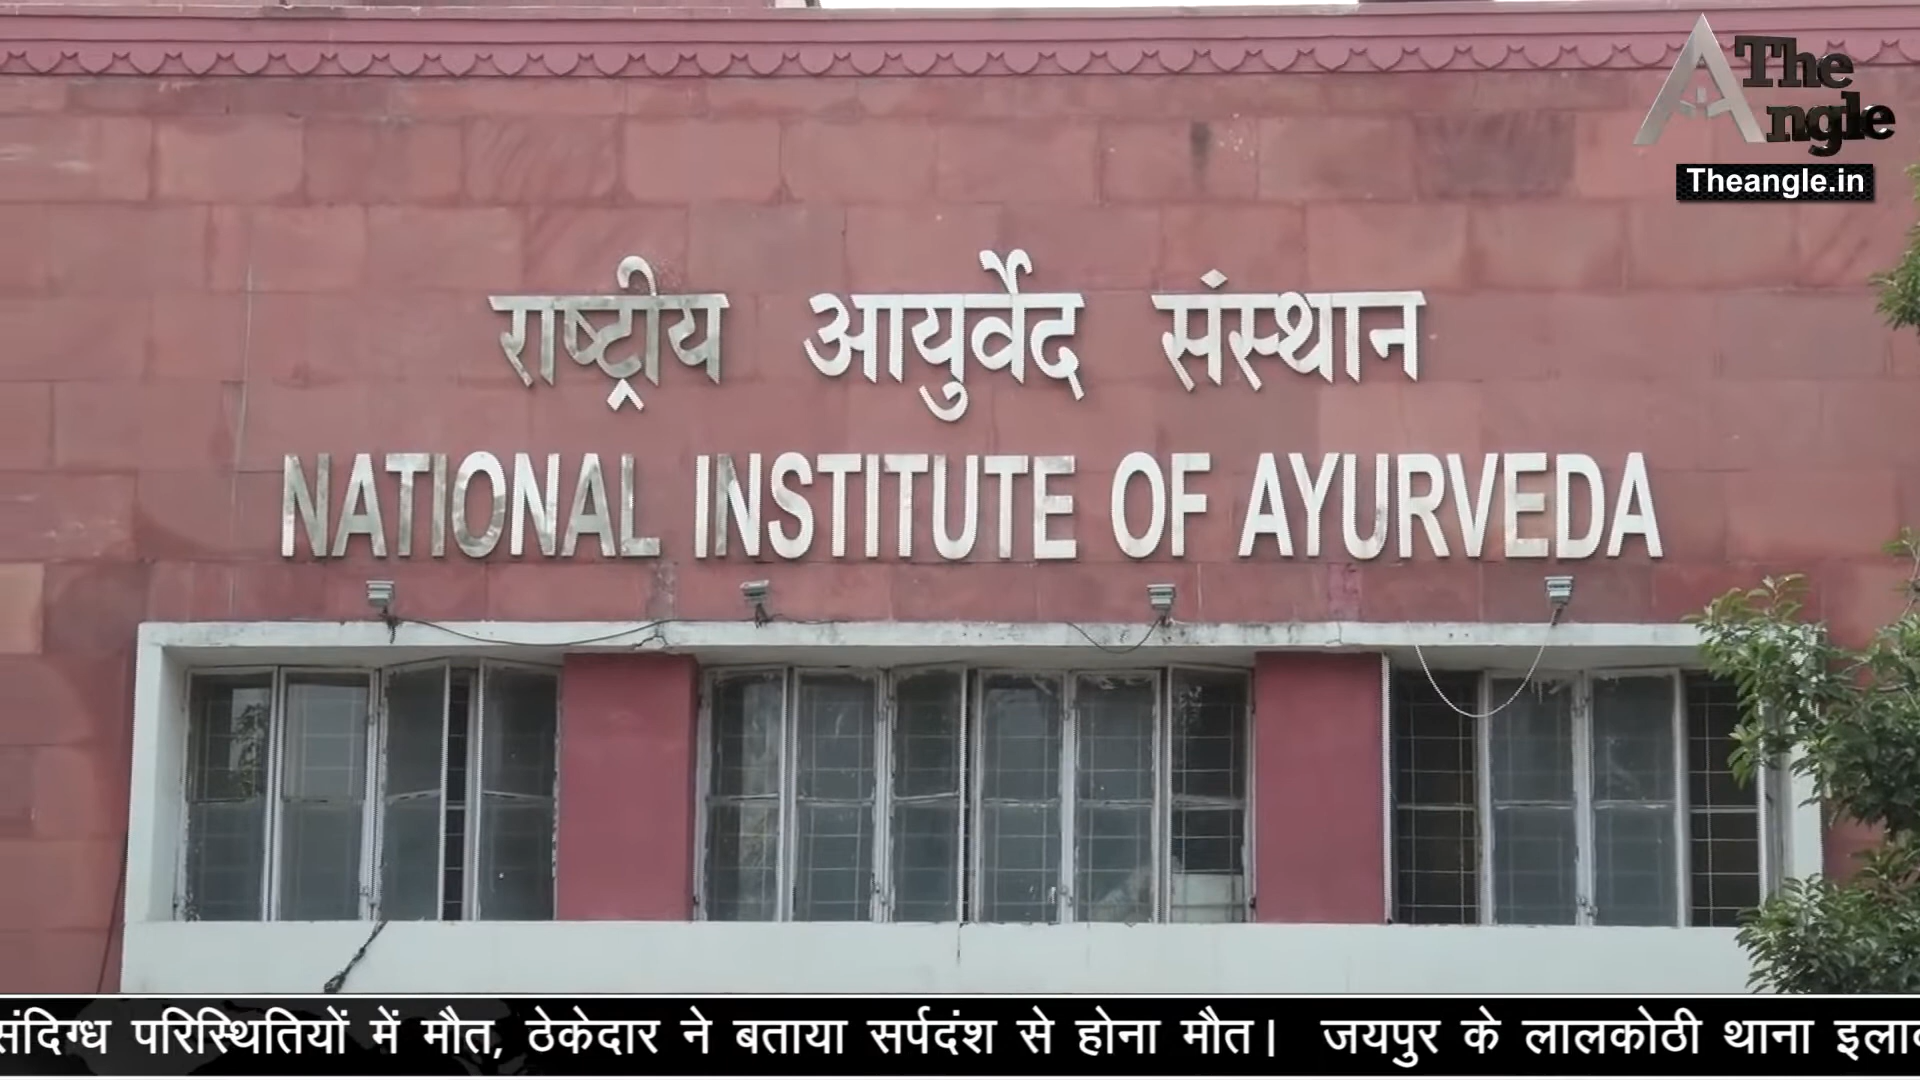 The
Angle
Theangle.in
राष्ट्रीय आयुर्वेद संस्थान
NATIONAL INSTITUTE OF AYURVEDA
संदिग्ध परिस्थितियों में मौत, ठेकेदार ने बताया सर्पदंश से होना मौत। जयपुर के लालकोठी थाना